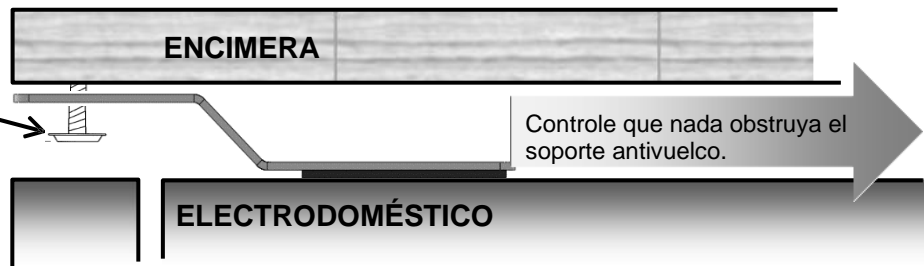 ENCIMERA
Controle que nada obstruya el
soporte antivuelco.
ELECTRODOMÉSTICO